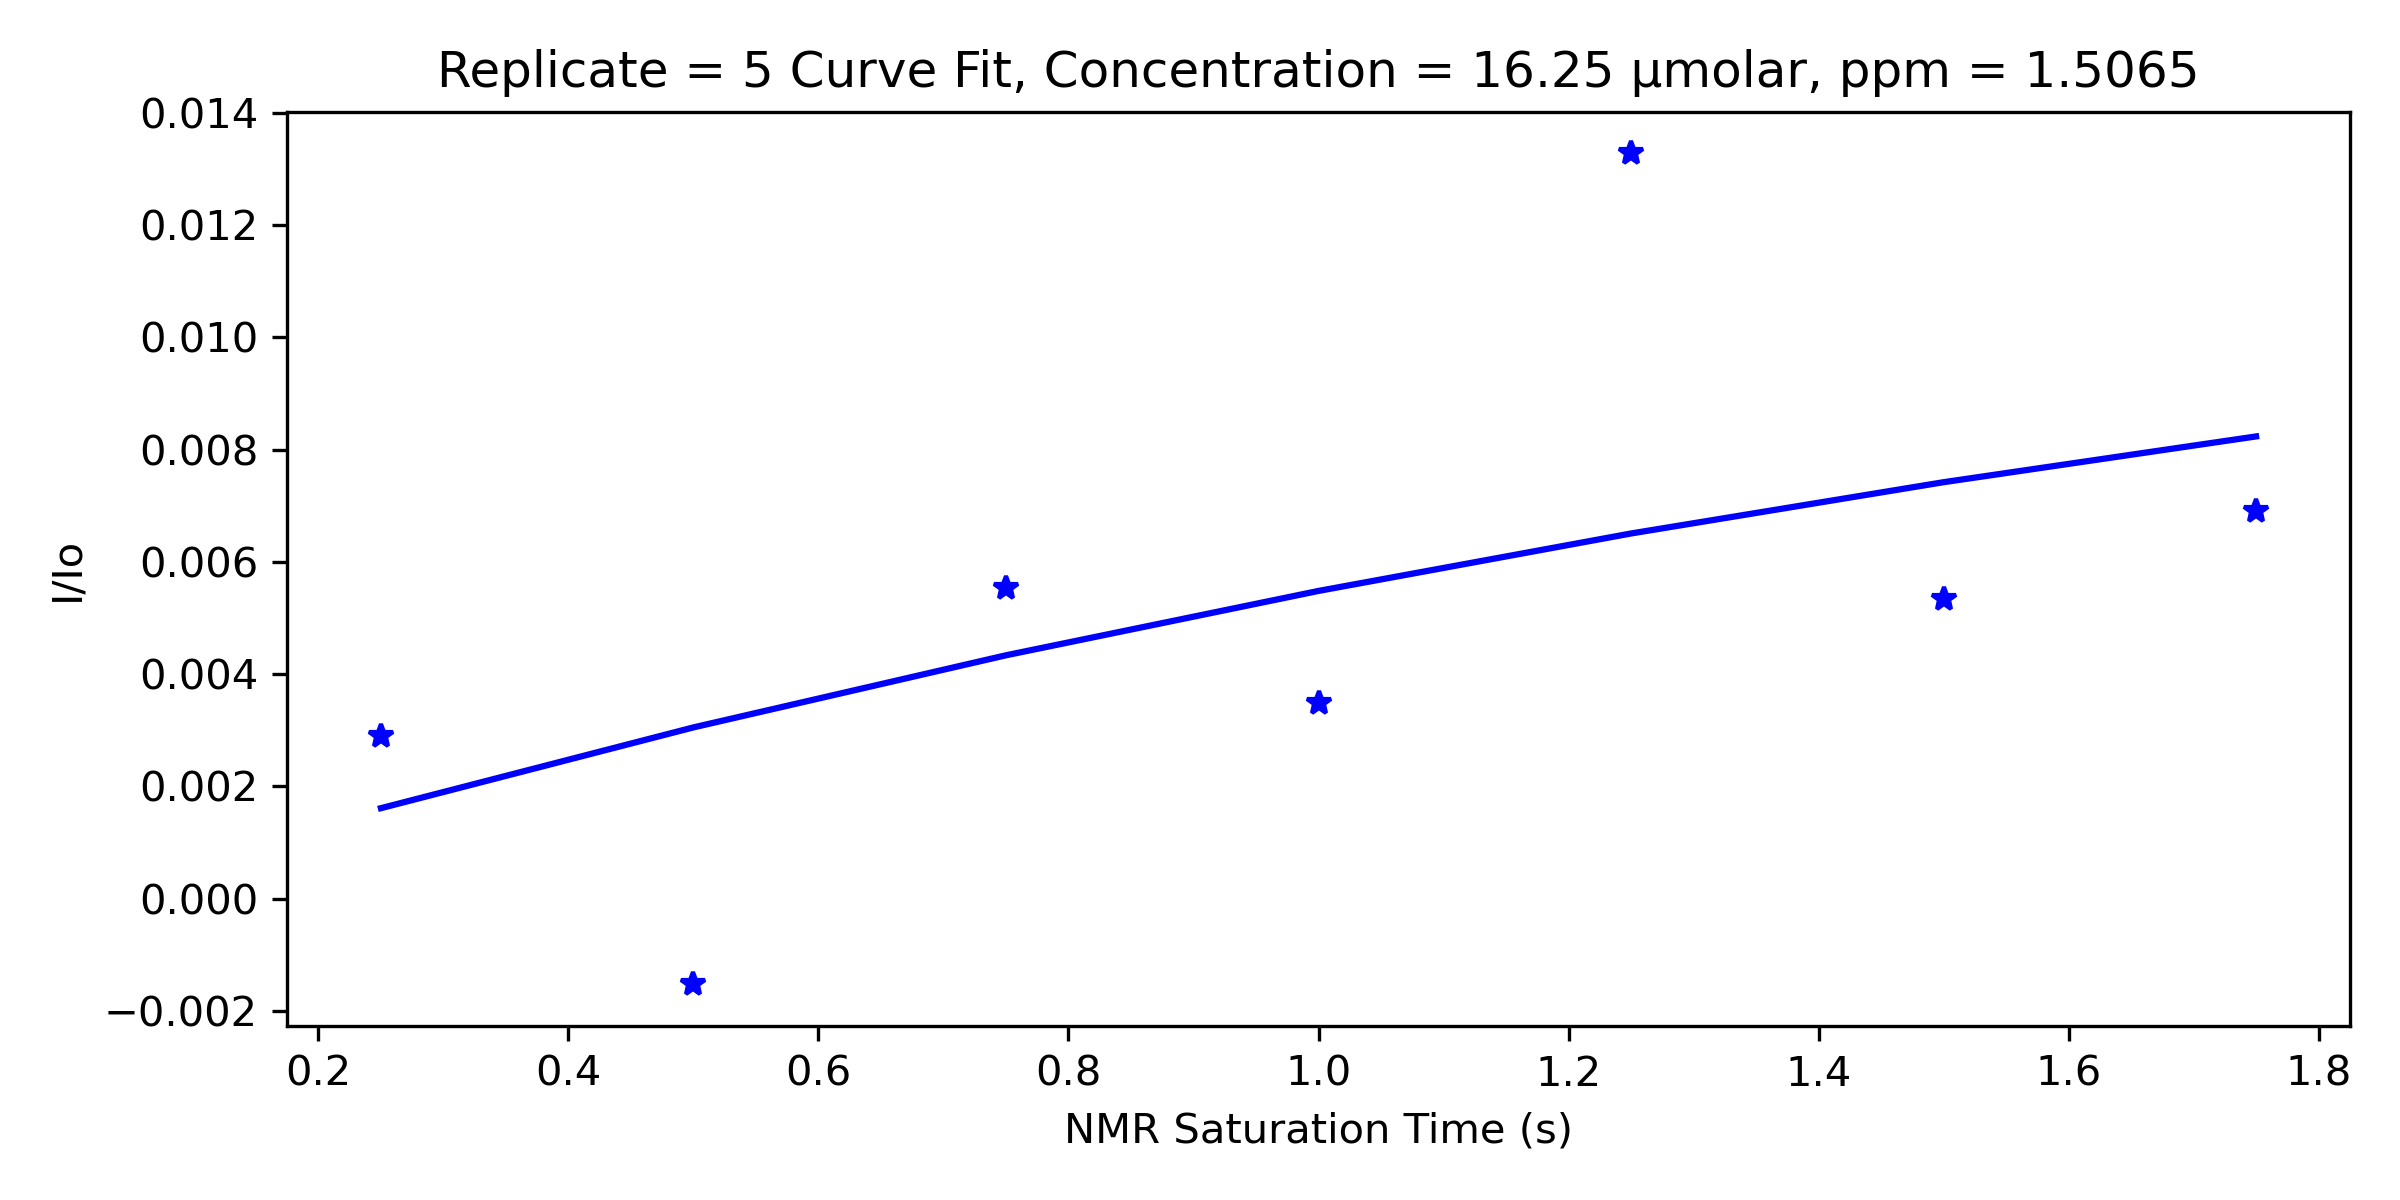 Replicate = 5 Curve Fit, Concentration = 16.25 µmolar, ppm = 1.5065
0.014
0.012
0.010
0.008
0.006
0.004
0.002
0.000
−0.002
I/Io
0.2 0.4 0.6 0.8 1.0 1.2 1.4 1.6 1.8
NMR Saturation Time (s)